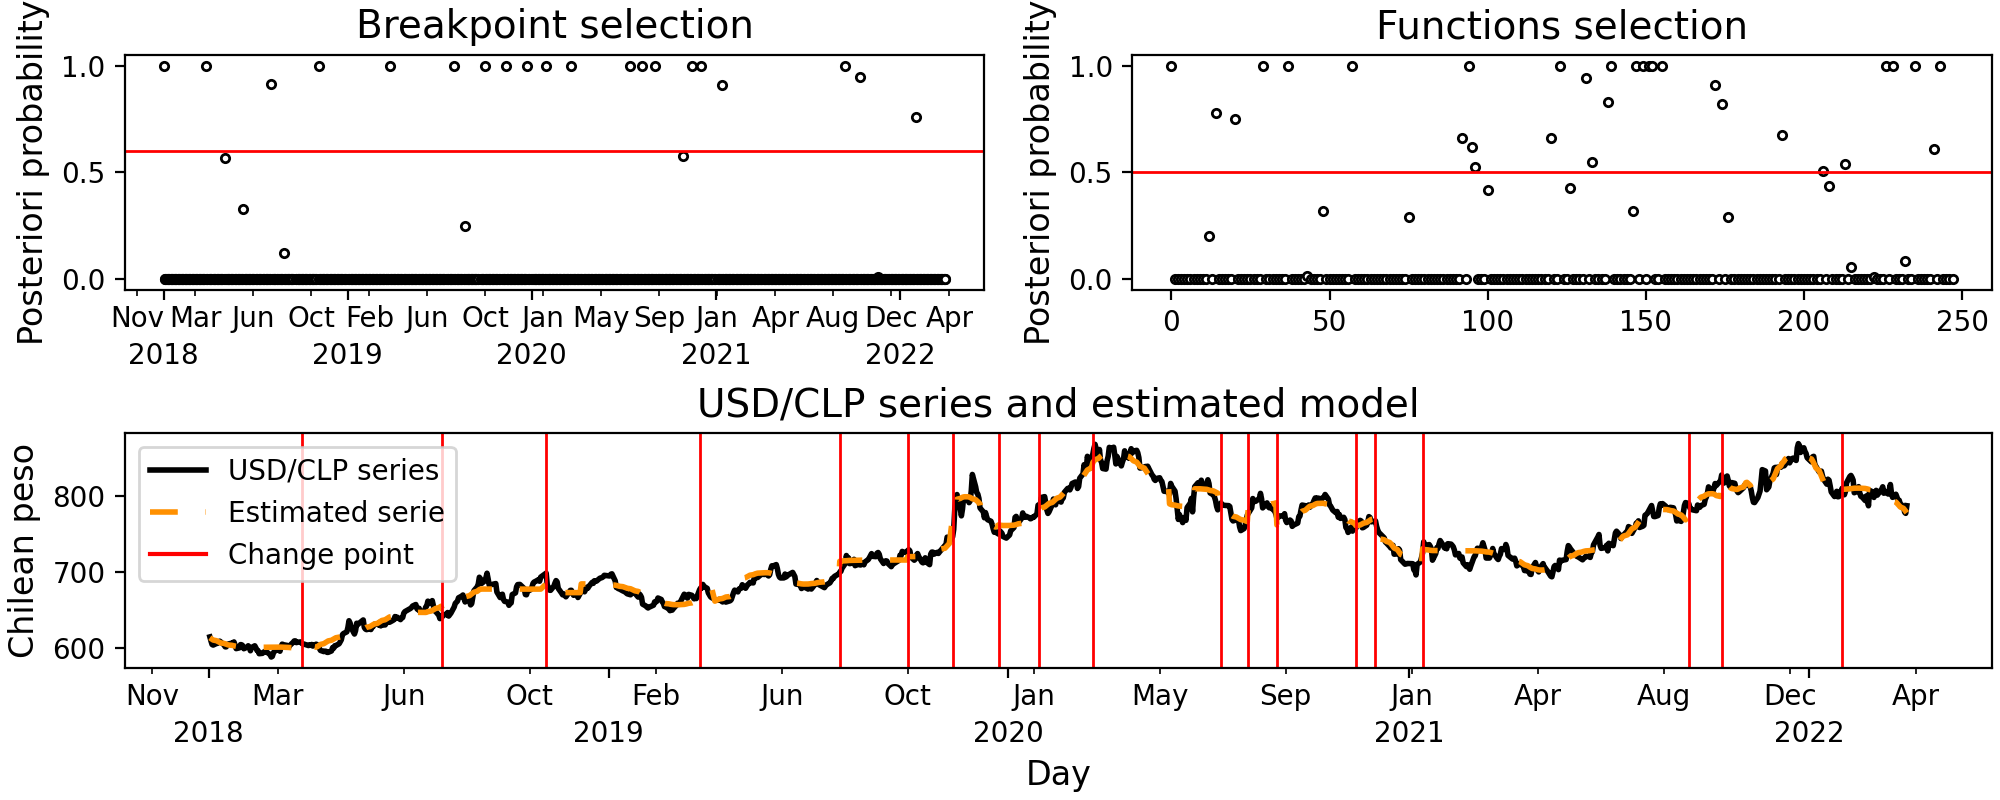 Breakpoint selection
Posteriori probability
1.0
0.5
0.0
Nov Mar Jun Oct Feb Jun Oct Jan May Sep Jan Apr Aug Dec Apr
2018 2019 2020 2021 2022
Functions selection
Posteriori probability
1.0
0.5
0.0
0 50 100 150 200 250
USD/CLP series and estimated model
Chilean peso
800
700
600
USD/CLP series
Estimated serie
Change point
Nov Mar Jun Oct Feb Jun Oct Jan May Sep Jan Apr Aug Dec Apr
2018 2019 2020 2021 2022
Day